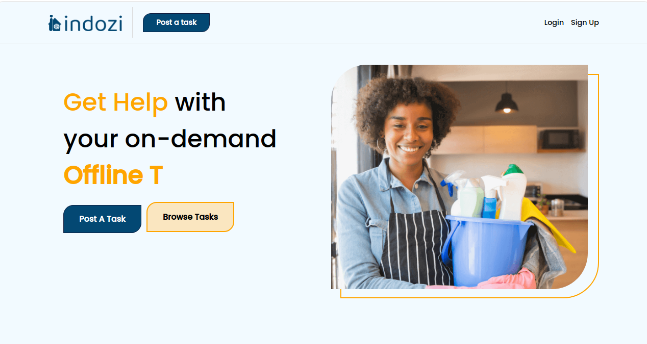 indozi
Post a task
Login
Sign Up
Get Help with
your on-demand
Offline T
Post A Task
Browse Tasks